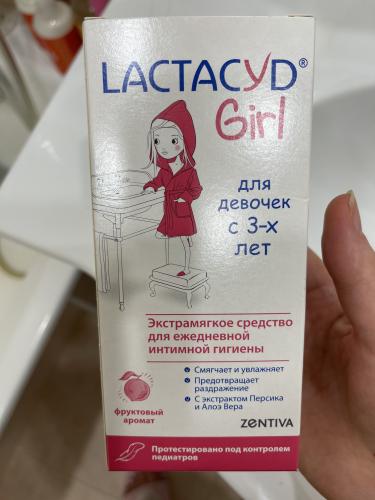 LACTACYD®
Girl
для
девочек
с 3-х
лет
Экстрамягкое средство
для ежедневной
интимной гигиены
Смягчает и увлажняет
Предотвращает
раздражение
С экстрактом Персика
и Алоэ Вера
фруктовый
аромат
ZENTIVA
Протестировано под контролем
педиатров